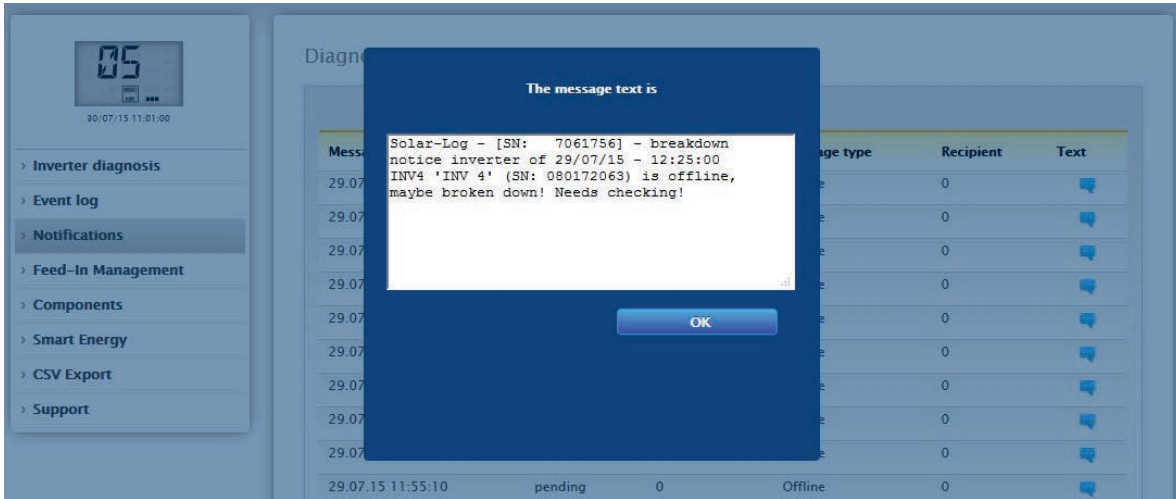 05
30/07/15 11:01:00
› Inverter diagnosis
› Event log
› Notifications
› Feed-In Management
› Components
› Smart Energy
› CSV Export
› Support
Diagn
The message text is
Solar-Log - [SN:   7061756] - breakdown
notice inverter of 29/07/15 - 12:25:00
INV4 'INV 4' (SN: 080172063) is offline,
maybe broken down! Needs checking!
OK
Messa age type Recipient Text
29.07 e 0
29.07 e 0
29.07 e 0
29.07 e 0
29.07 e 0
29.07 e 0
29.07 e 0
29.07 e 0
29.07 e 0
29.07.15 11:55:10 pending 0 Offline 0